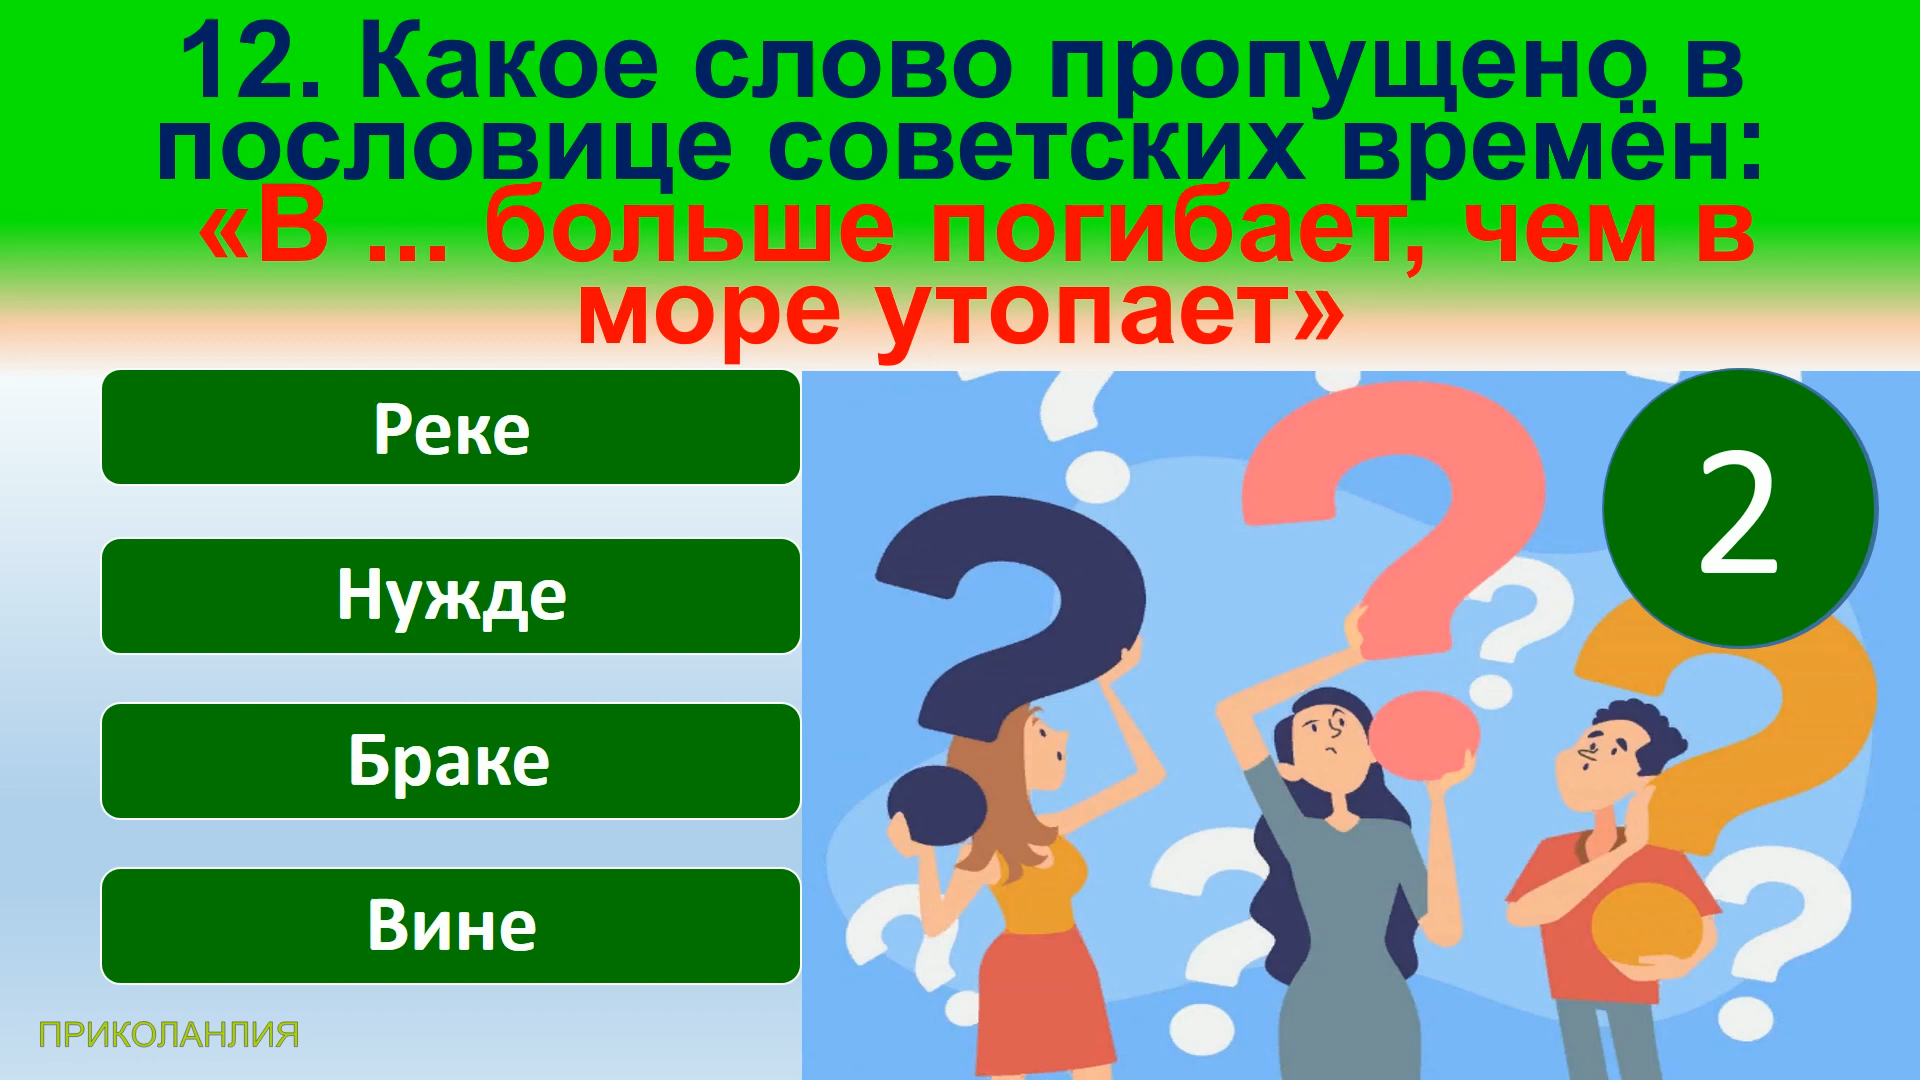 12. Какое слово пропущено в
пословице советских времён:
«В ... больше погибает, чем в
море утопает»
Реке
Нужде
Браке
Вине
2
ПРИКОЛАНЛИЯ